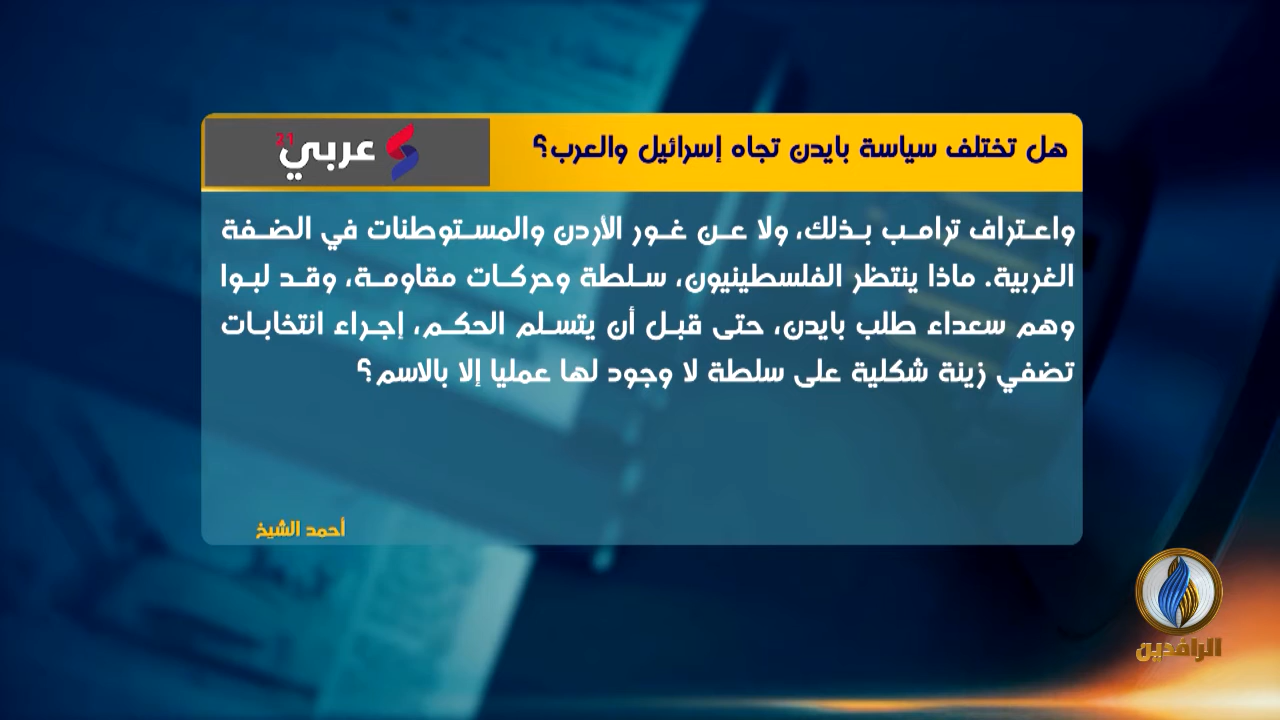 هل تختلف سياسة بايدن تجاه إسرائيل والعرب؟
عربي 21
واعتراف ترامب بذلك، ولا عن غور الأردن والمستوطنات في الضفة
الغربية. ماذا ينتظر الفلسطينيون، سلطة وحركات مقاومة، وقد لبوا
وهم سعداء طلب بايدن، حتى قبل أن يتسلم الحكم، إجراء انتخابات
تضفي زينة شكلية على سلطة لا وجود لها عمليا إلا بالاسم؟
أحمد الشيخ
الرافدين